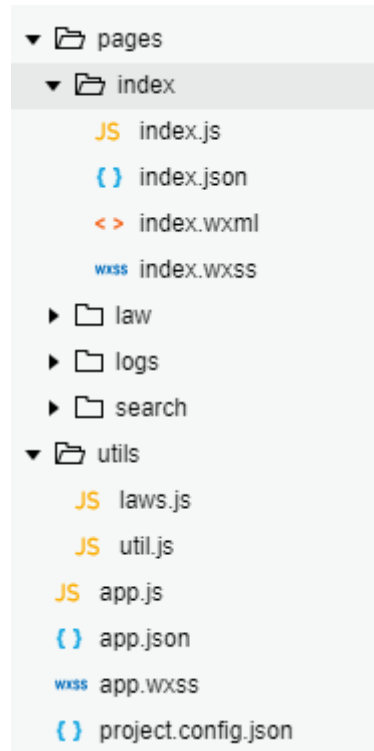 pages
index
JS index.js
{ } index.json
< > index.wxml
wxss index.wxss
law
logs
search
utils
JS laws.js
JS util.js
JS app.js
{ } app.json
wxss app.wxss
{ } project.config.json